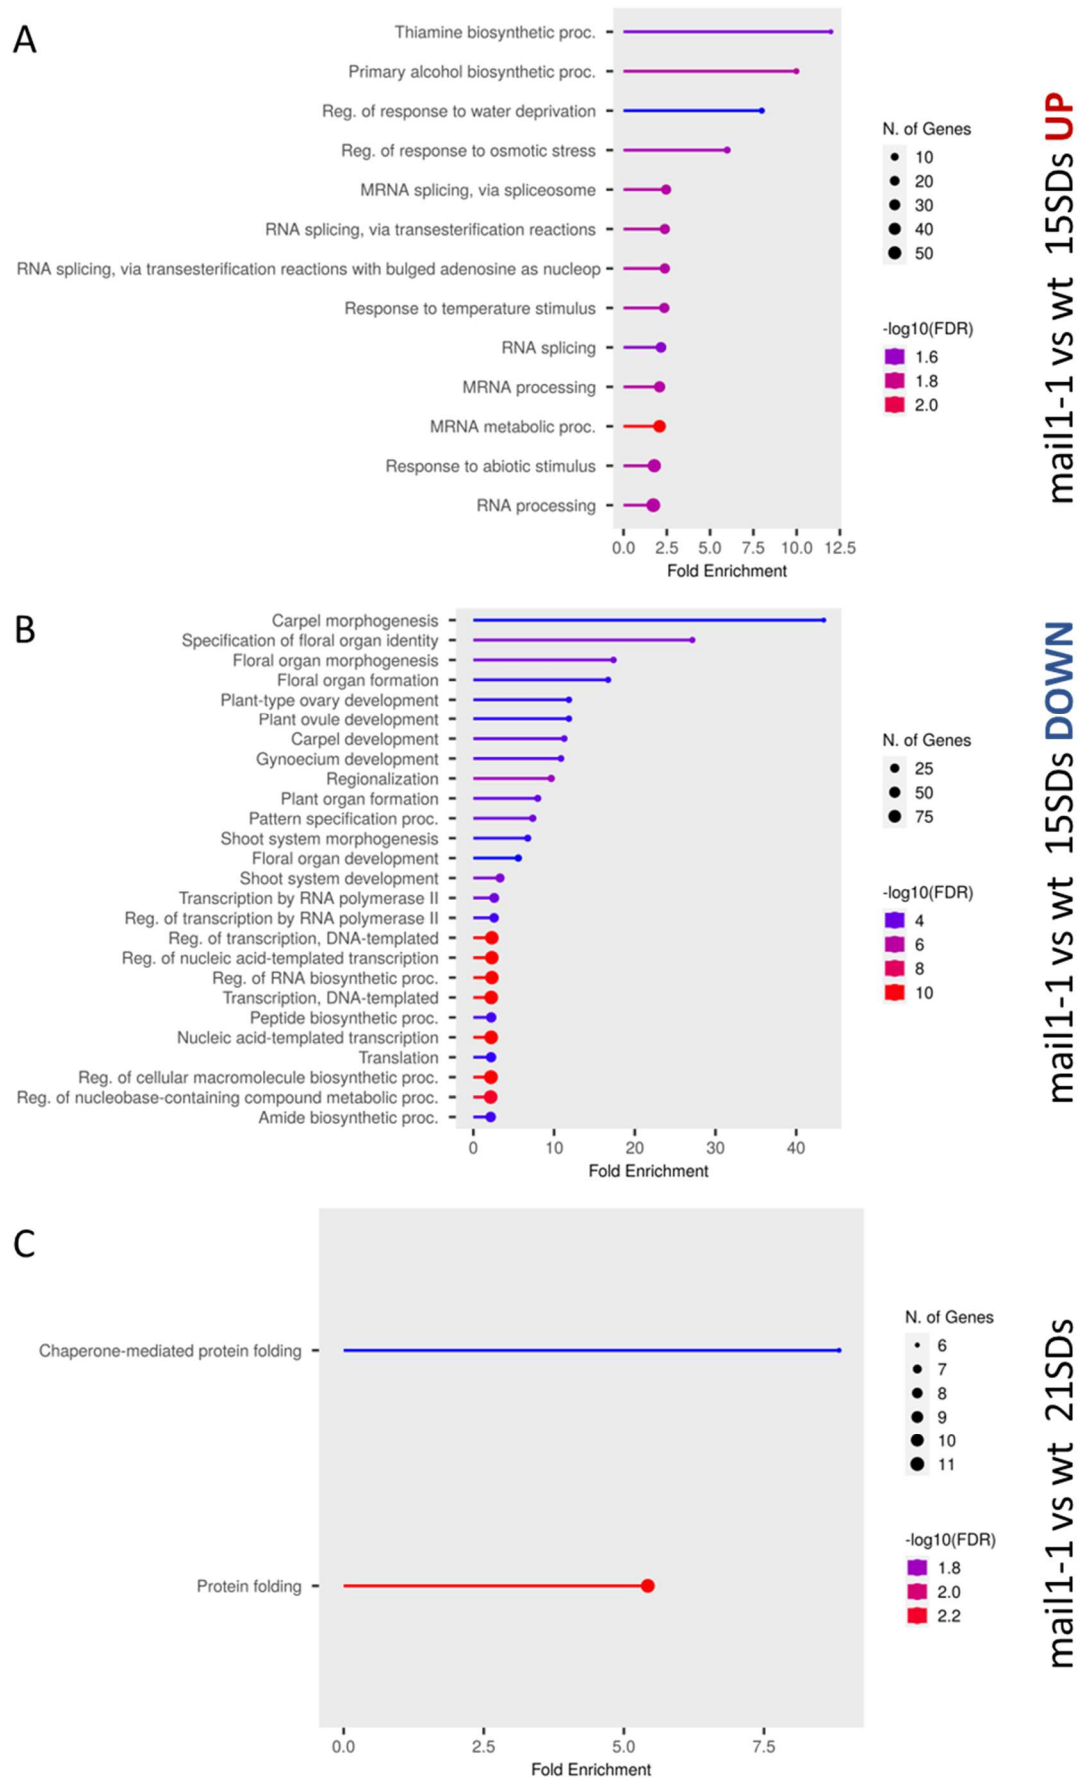 A
Thiamine biosynthetic proc.
Primary alcohol biosynthetic proc.
Reg. of response to water deprivation
Reg. of response to osmotic stress
MRNA splicing, via spliceosome
RNA splicing, via transesterification reactions
RNA splicing, via transesterification reactions with bulged adenosine as nucleop
Response to temperature stimulus
RNA splicing
MRNA processing
MRNA metabolic proc.
Response to abiotic stimulus
RNA processing
0.0 2.5 5.0 7.5 10.0 12.5
Fold Enrichment
N. of Genes
10
20
30
40
50
-log10(FDR)
1.6
1.8
2.0
mail1-1 vs wt 15SDs UP
B
Carpel morphogenesis
Specification of floral organ identity
Floral organ morphogenesis
Floral organ formation
Plant-type ovary development
Plant ovule development
Carpel development
Gynoecium development
Regionalization
Plant organ formation
Pattern specification proc.
Shoot system morphogenesis
Floral organ development
Shoot system development
Transcription by RNA polymerase II
Reg. of transcription by RNA polymerase II
Reg. of transcription, DNA-templated
Reg. of nucleic acid-templated transcription
Reg. of RNA biosynthetic proc.
Transcription, DNA-templated
Peptide biosynthetic proc.
Nucleic acid-templated transcription
Translation
Reg. of cellular macromolecule biosynthetic proc.
Reg. of nucleobase-containing compound metabolic proc.
Amide biosynthetic proc.
0 10 20 30 40
Fold Enrichment
N. of Genes
25
50
75
-log10(FDR)
4
6
8
10
mail1-1 vs wt 15SDs DOWN
C
Chaperone-mediated protein folding
Protein folding
0.0 2.5 5.0 7.5
Fold Enrichment
N. of Genes
6
7
8
9
10
11
-log10(FDR)
1.8
2.0
2.2
mail1-1 vs wt 21SDs